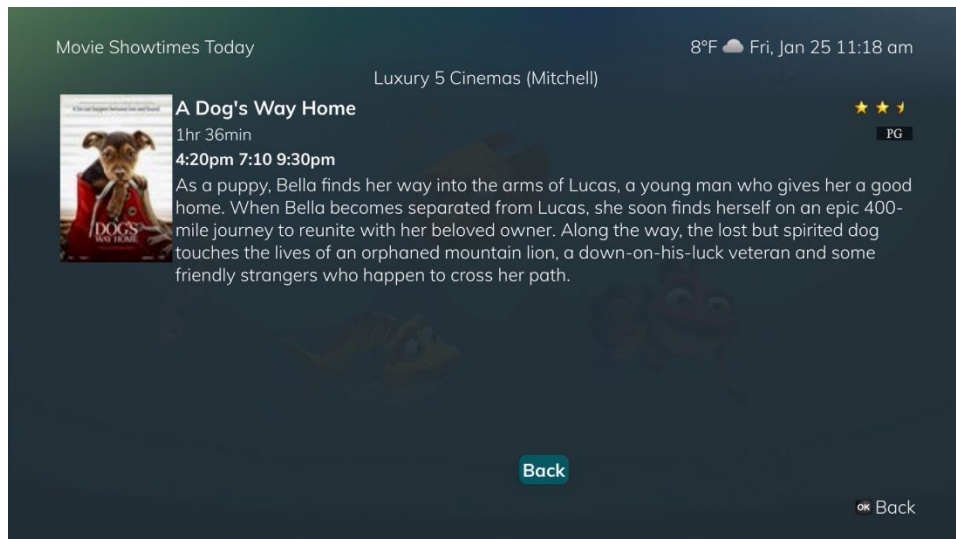 Movie Showtimes Today
8°F Fri, Jan 25 11:18 am
Luxury 5 Cinemas (Mitchell)
A Dog's Way Home
1hr 36min
PG
4:20pm 7:10 9:30pm
As a puppy, Bella finds her way into the arms of Lucas, a young man who gives her a good
home. When Bella becomes separated from Lucas, she soon finds herself on an epic 400-
mile journey to reunite with her beloved owner. Along the way, the lost but spirited dog
touches the lives of an orphaned mountain lion, a down-on-his-luck veteran and some
friendly strangers who happen to cross her path.
DOG'S
WAY HOME
Back
OK Back